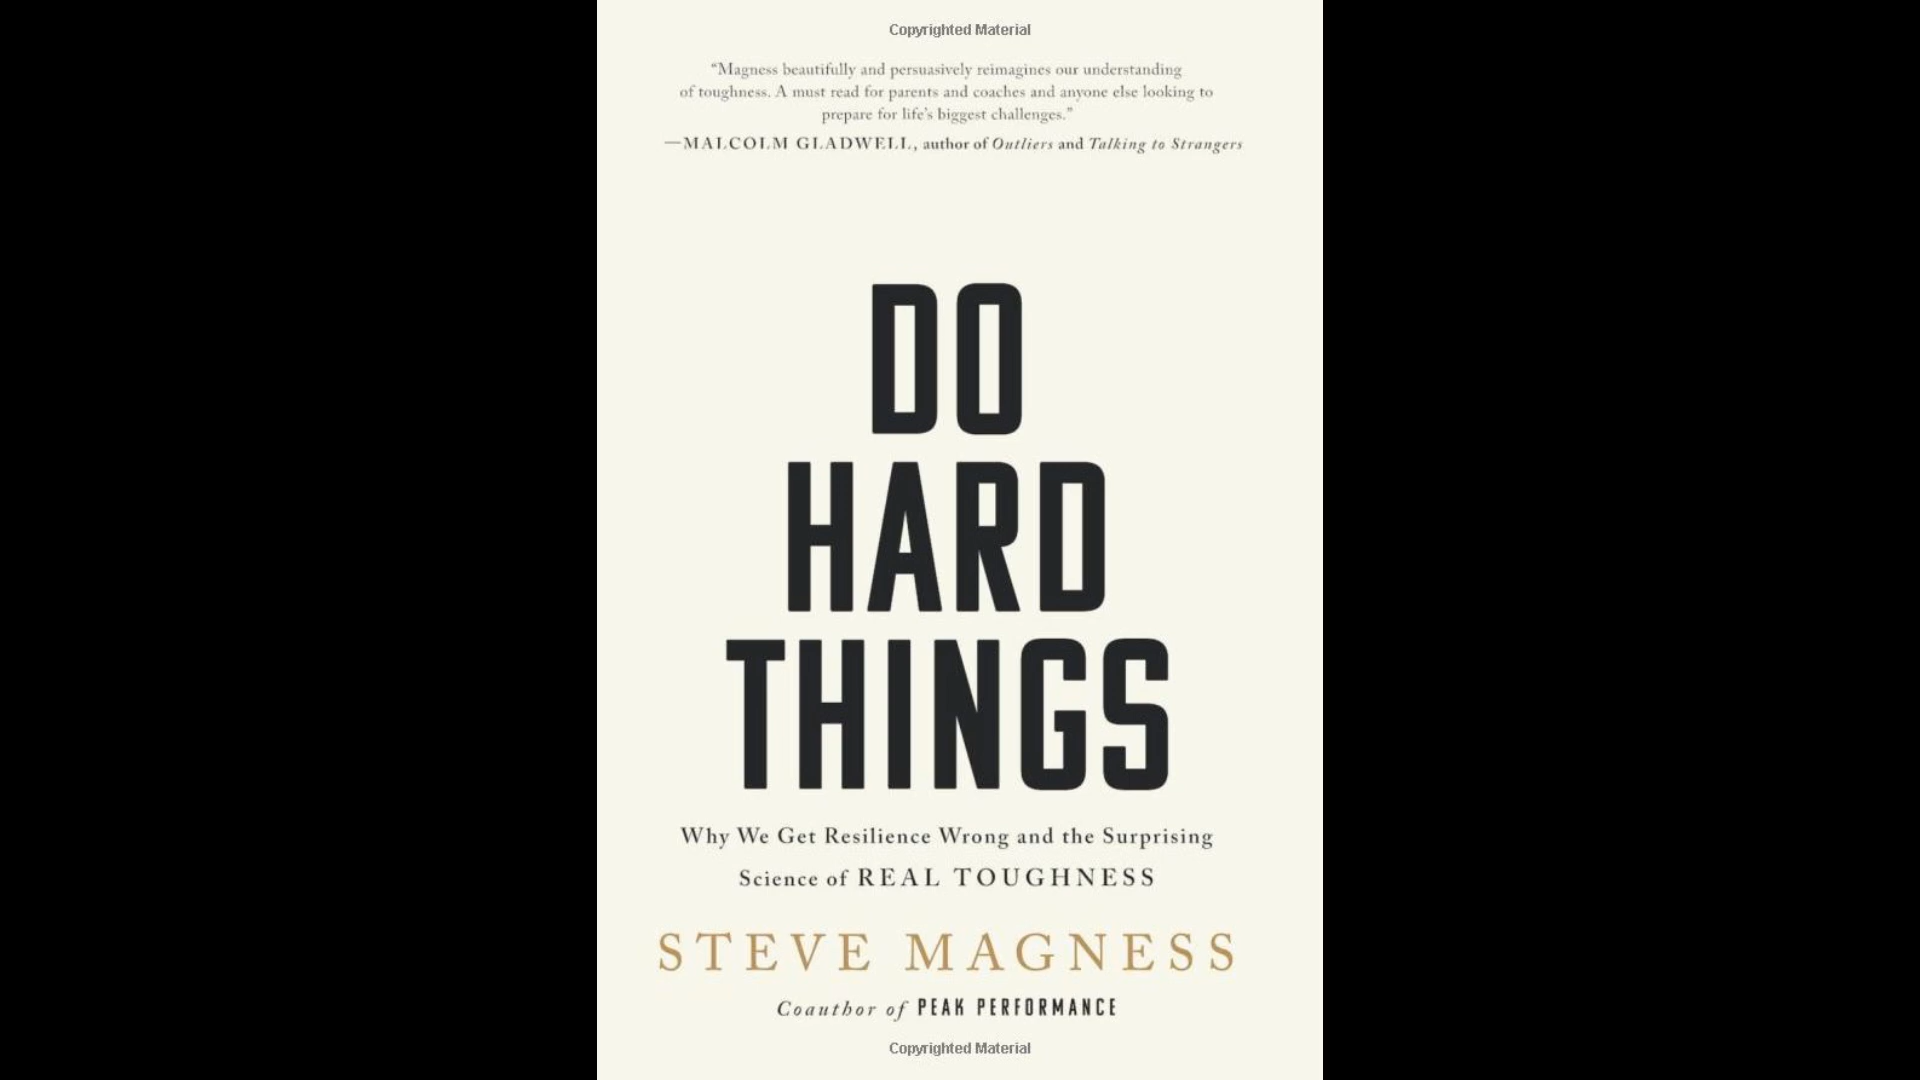 Copyrighted Material
“Magness beautifully and persuasively reimagines our understanding
of toughness. A must read for parents and coaches and anyone else looking to
prepare for life’s biggest challenges.”
—MALCOLM GLADWELL, author of Outliers and Talking to Strangers
DO
HARD
THINGS
Why We Get Resilience Wrong and the Surprising
Science of REAL TOUGHNESS
STEVE MAGNESS
Coauthor of PEAK PERFORMANCE
Copyrighted Material